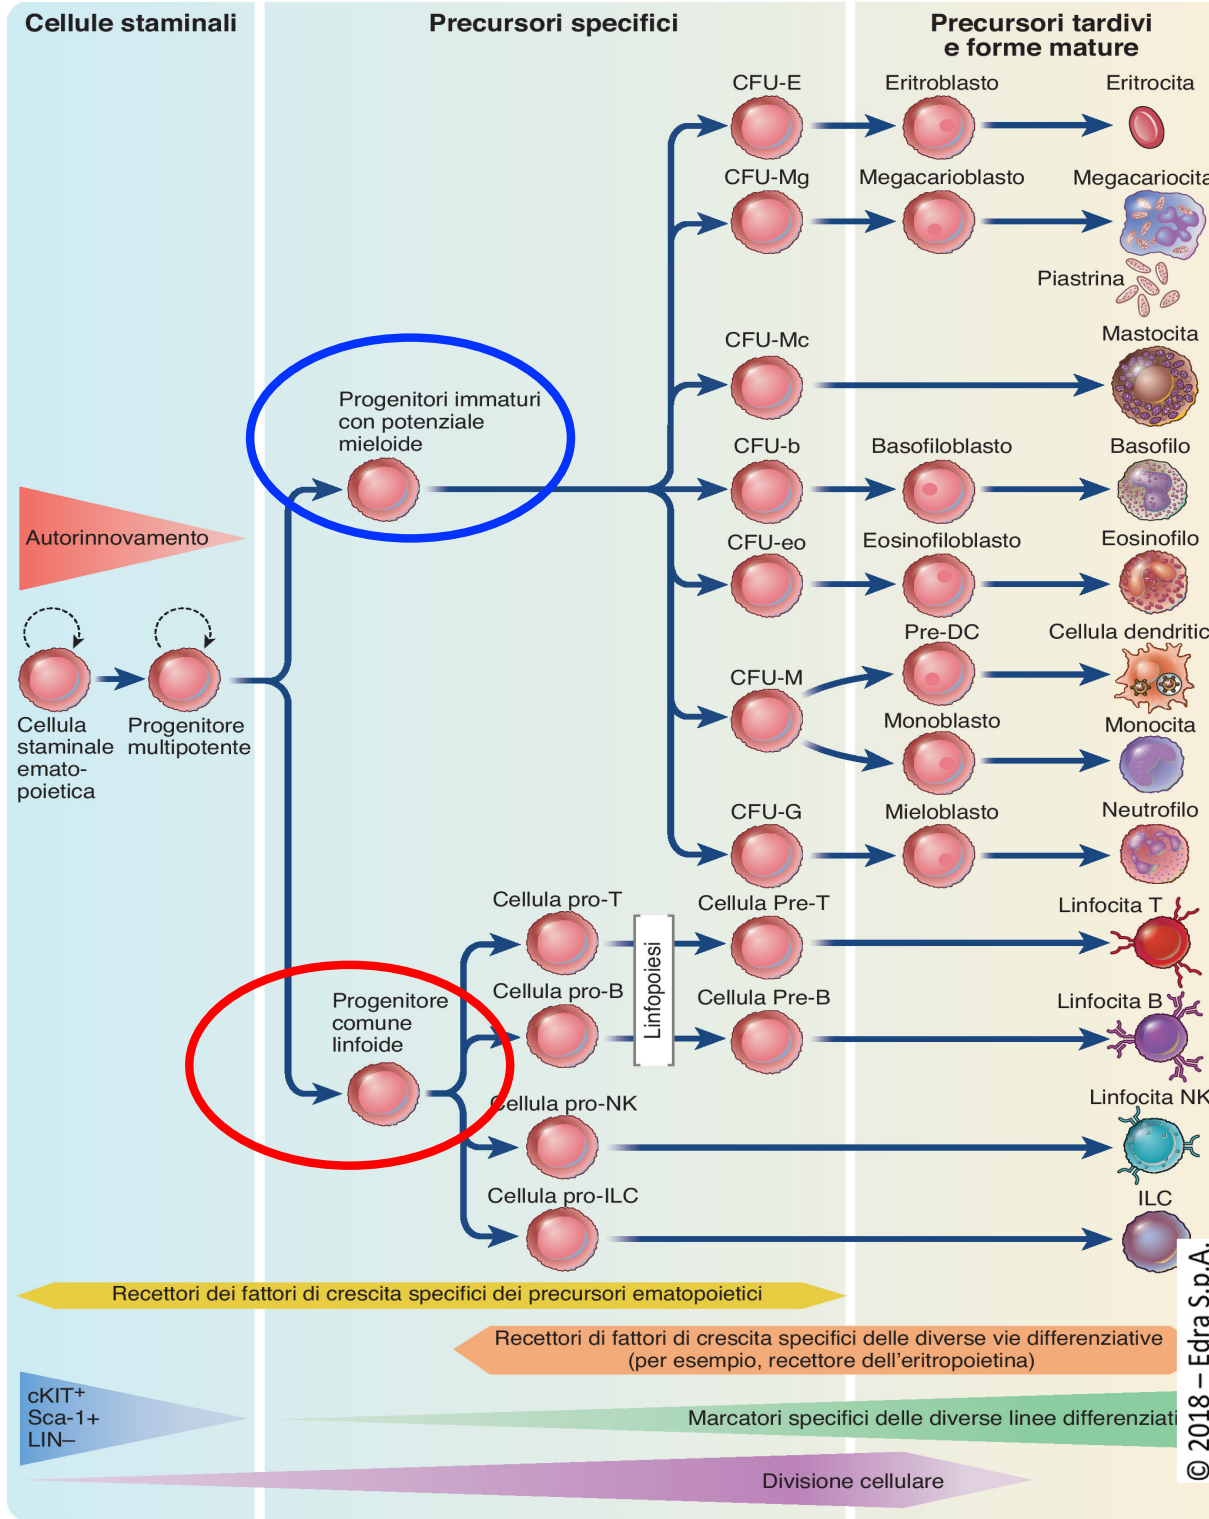 Cellule staminali
Precursori specifici
Precursori tardivi
e forme mature
CFU-E
Eritroblasto
Eritrocita
CFU-Mg
Megacarioblasto
Megacariocita
Piastrina
CFU-Mc
Mastocita
Progenitori immaturi
con potenziale
mieloide
CFU-b
Basofiloblasto
Basofilo
Autorinnovamento
CFU-eo
Eosinofiloblasto
Eosinofilo
Pre-DC
Cellula dendritic
CFU-M
Cellula
staminale
emato-
poietica
Progenitore
multipotente
Monoblasto
Monocita
CFU-G
Mieloblasto
Neutrofilo
Cellula pro-T
Cellula Pre-T
Linfocita T
Linfopoiesi
Cellula pro-B
Cellula Pre-B
Linfocita B
Progenitore
comune
linfoide
Cellula pro-NK
Linfocita NK
Cellula pro-ILC
ILC
Recettori dei fattori di crescita specifici dei precursori ematopoietici
Recettori di fattori di crescita specifici delle diverse vie differenziative
(per esempio, recettore dell'eritropoietina)
cKIT+
Sca-1+
LIN–
Marcatori specifici delle diverse linee differenziati
Divisione cellulare
© 2018 – Edra S.p.A.